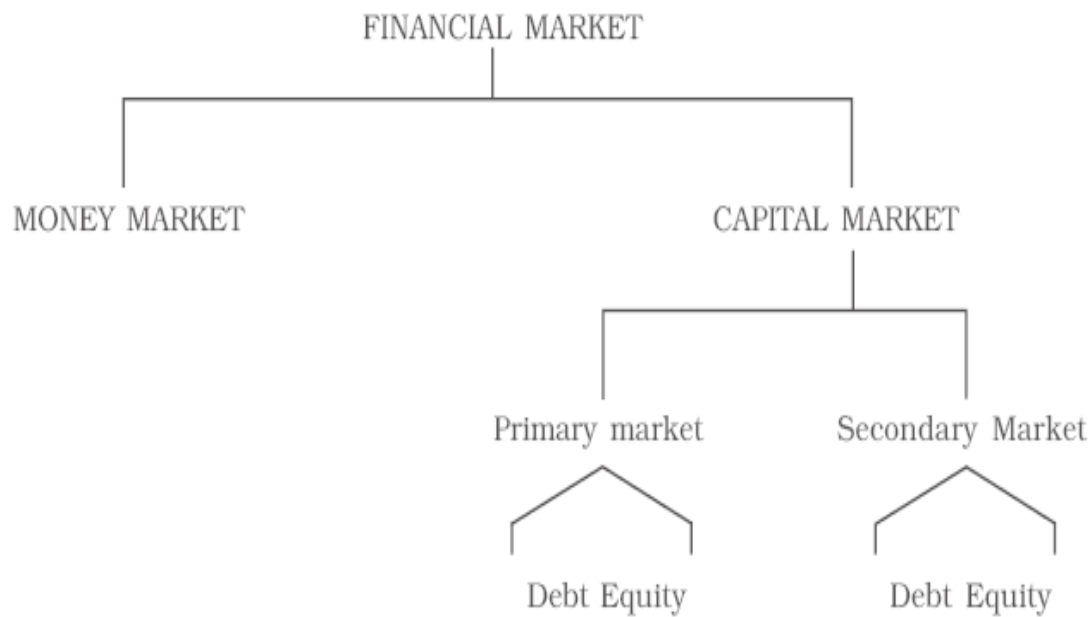 FINANCIAL MARKET
MONEY MARKET CAPITAL MARKET
Primary market Secondary Market
Debt Equity Debt Equity